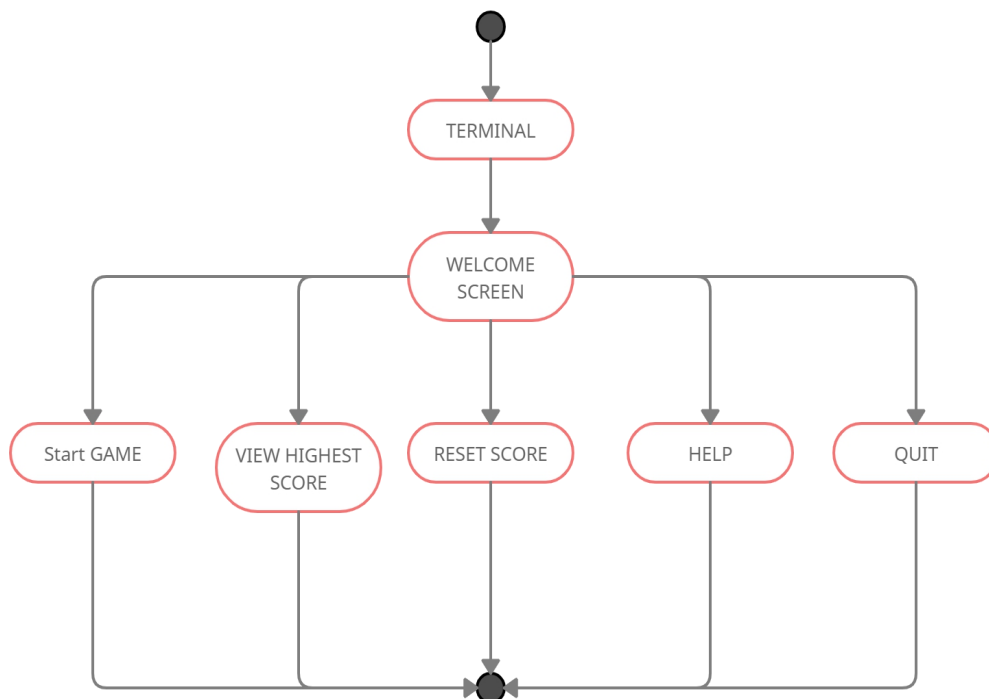 TERMINAL
WELCOME
SCREEN
Start GAME
VIEW HIGHEST
SCORE
RESET SCORE
HELP
QUIT